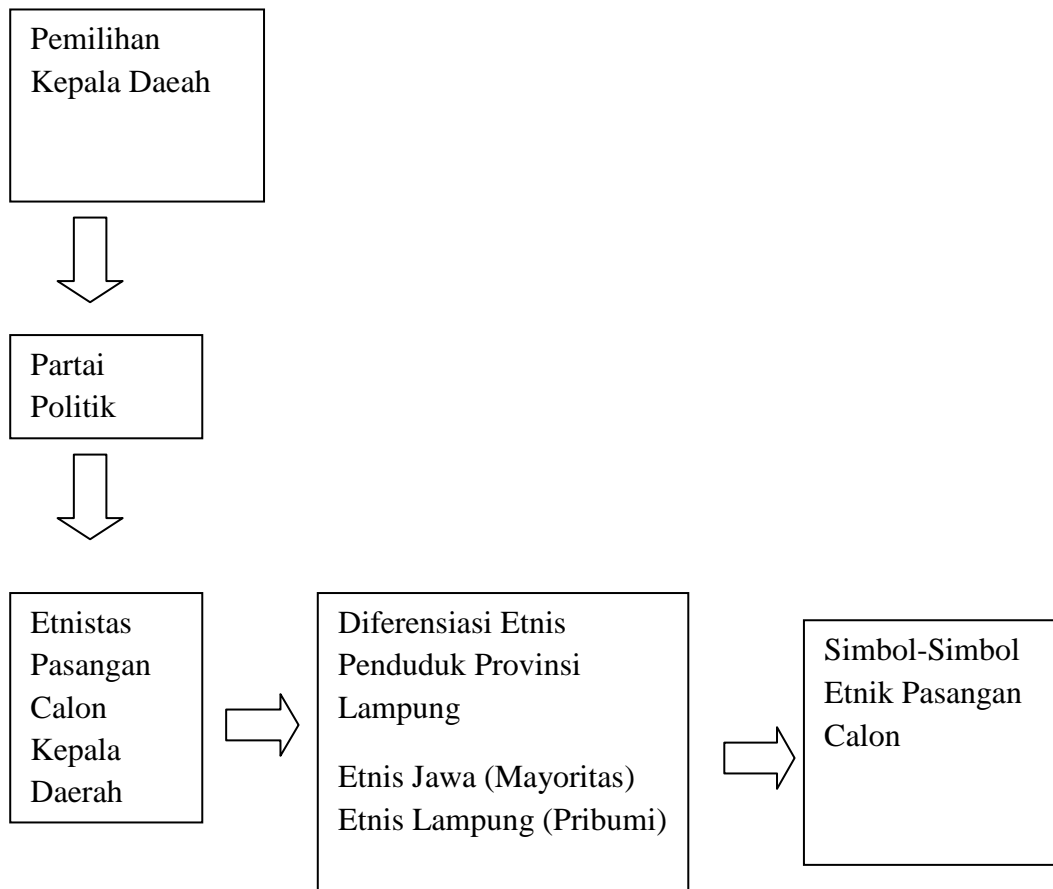 Pemilihan
Kepala Daeah
Partai
Politik
Etnistas
Pasangan
Calon
Kepala
Daerah
Diferensiasi Etnis
Penduduk Provinsi
Lampung
Etnis Jawa (Mayoritas)
Etnis Lampung (Pribumi)
Simbol-Simbol
Etnik Pasangan
Calon